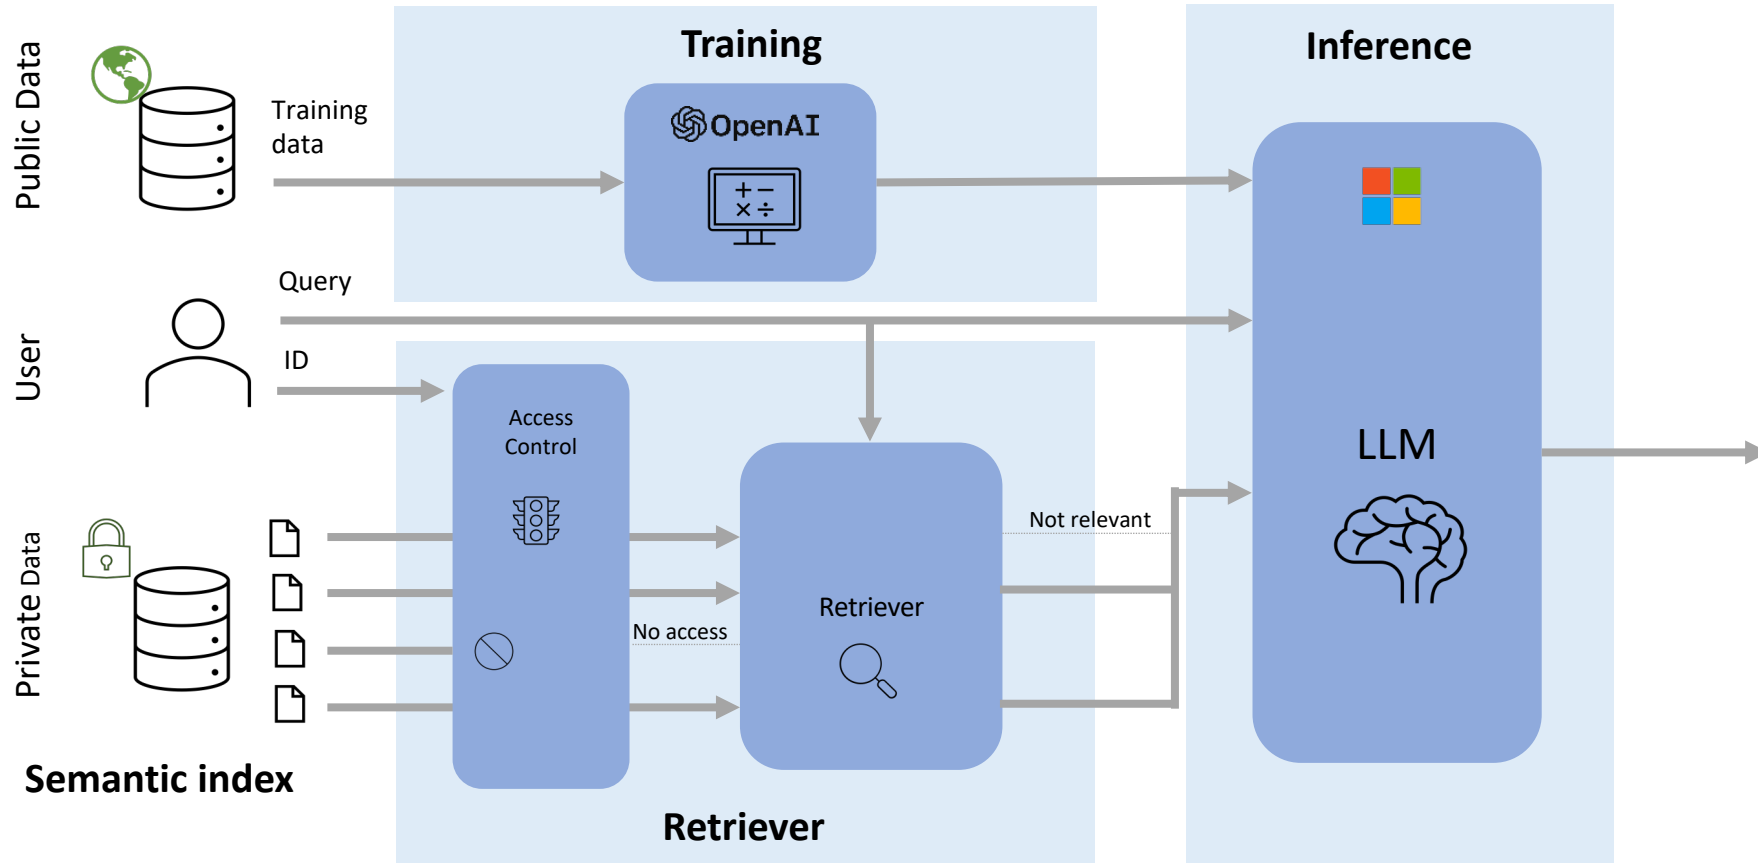 Training
Inference
Public Data
Training
data
OpenAI
+ −
× ÷
Query
User
ID
Access
Control
LLM
Not relevant
Private Data
Retriever
No access
Semantic index
Retriever